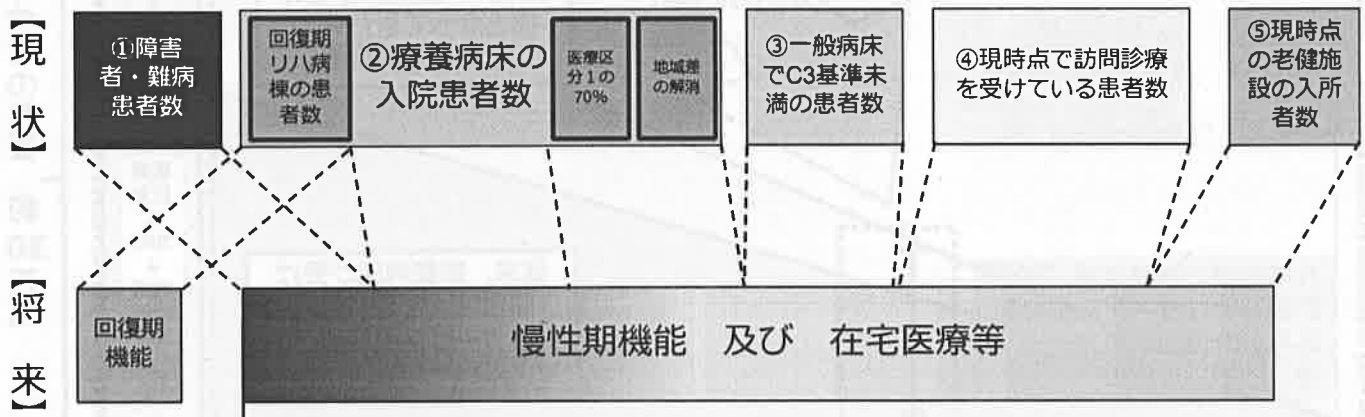 【現状】
①障害
者・難病
患者数
回復期
リハ病
棟の患
者数
②療養病床の
入院患者数
医療区
分1の
70%
地域差
の解消
③一般病床
でC3基準未
満の患者数
④現時点で訪問診療
を受けている患者数
⑤現時点
の老健施
設の入所
者数
【将来】
回復期
機能
慢性期機能 及び 在宅医療等